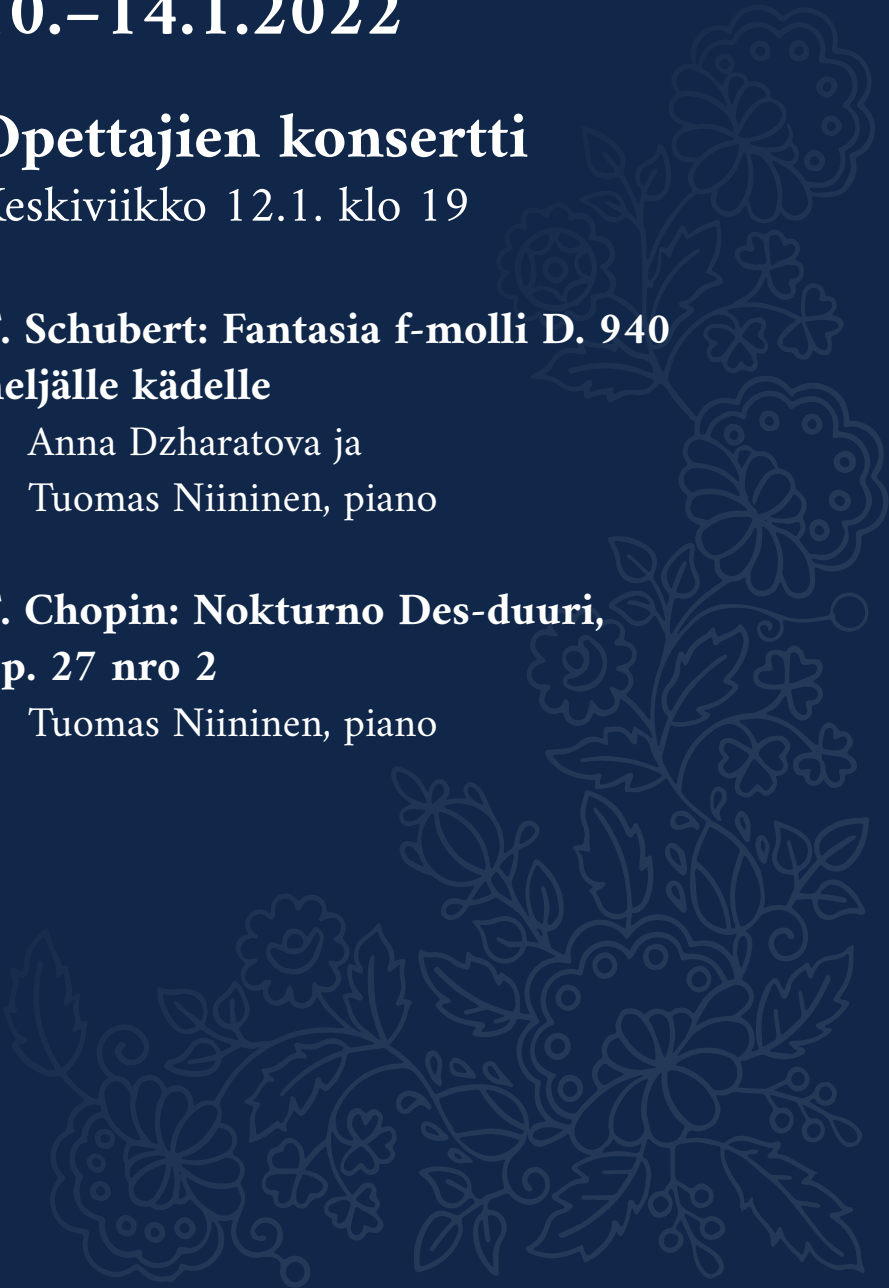 0.–14.1.2022
Opettajien konsertti
Keskiviikko 12.1. klo 19
F. Schubert: Fantasia f-molli D. 940
neljälle kädelle
Anna Dzharatova ja
Tuomas Niininen, piano
F. Chopin: Nokturno Des-duuri,
op. 27 nro 2
Tuomas Niininen, piano